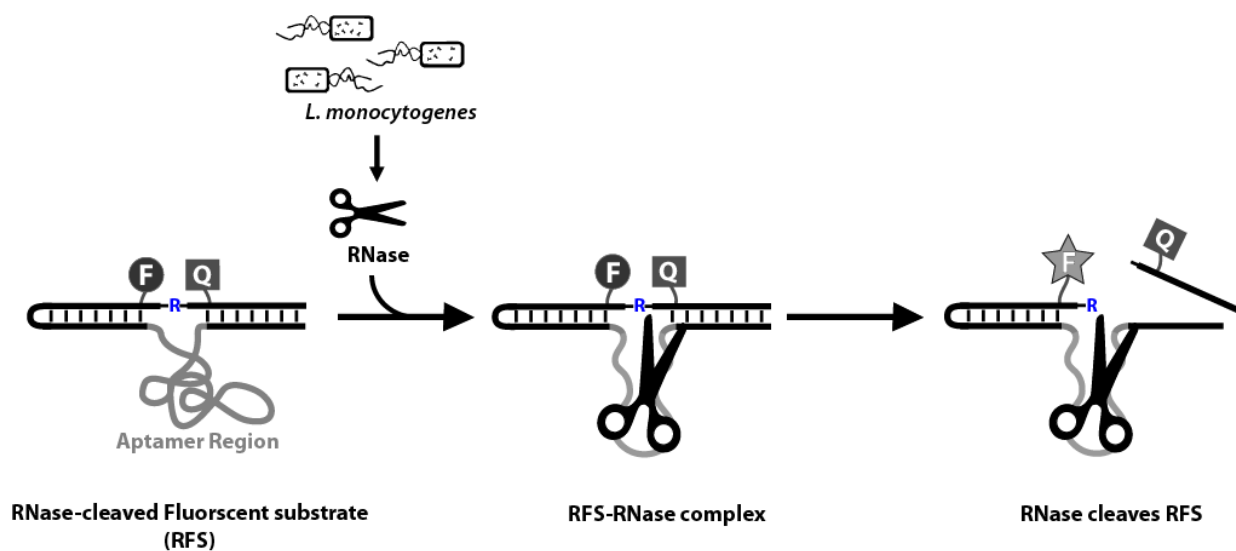 L. monocytogenes
RNase
F
Q
R
Aptamer Region
F
Q
R
F
Q
R
RNase-cleaved Fluorscent substrate
(RFS)
RFS-RNase complex
RNase cleaves RFS